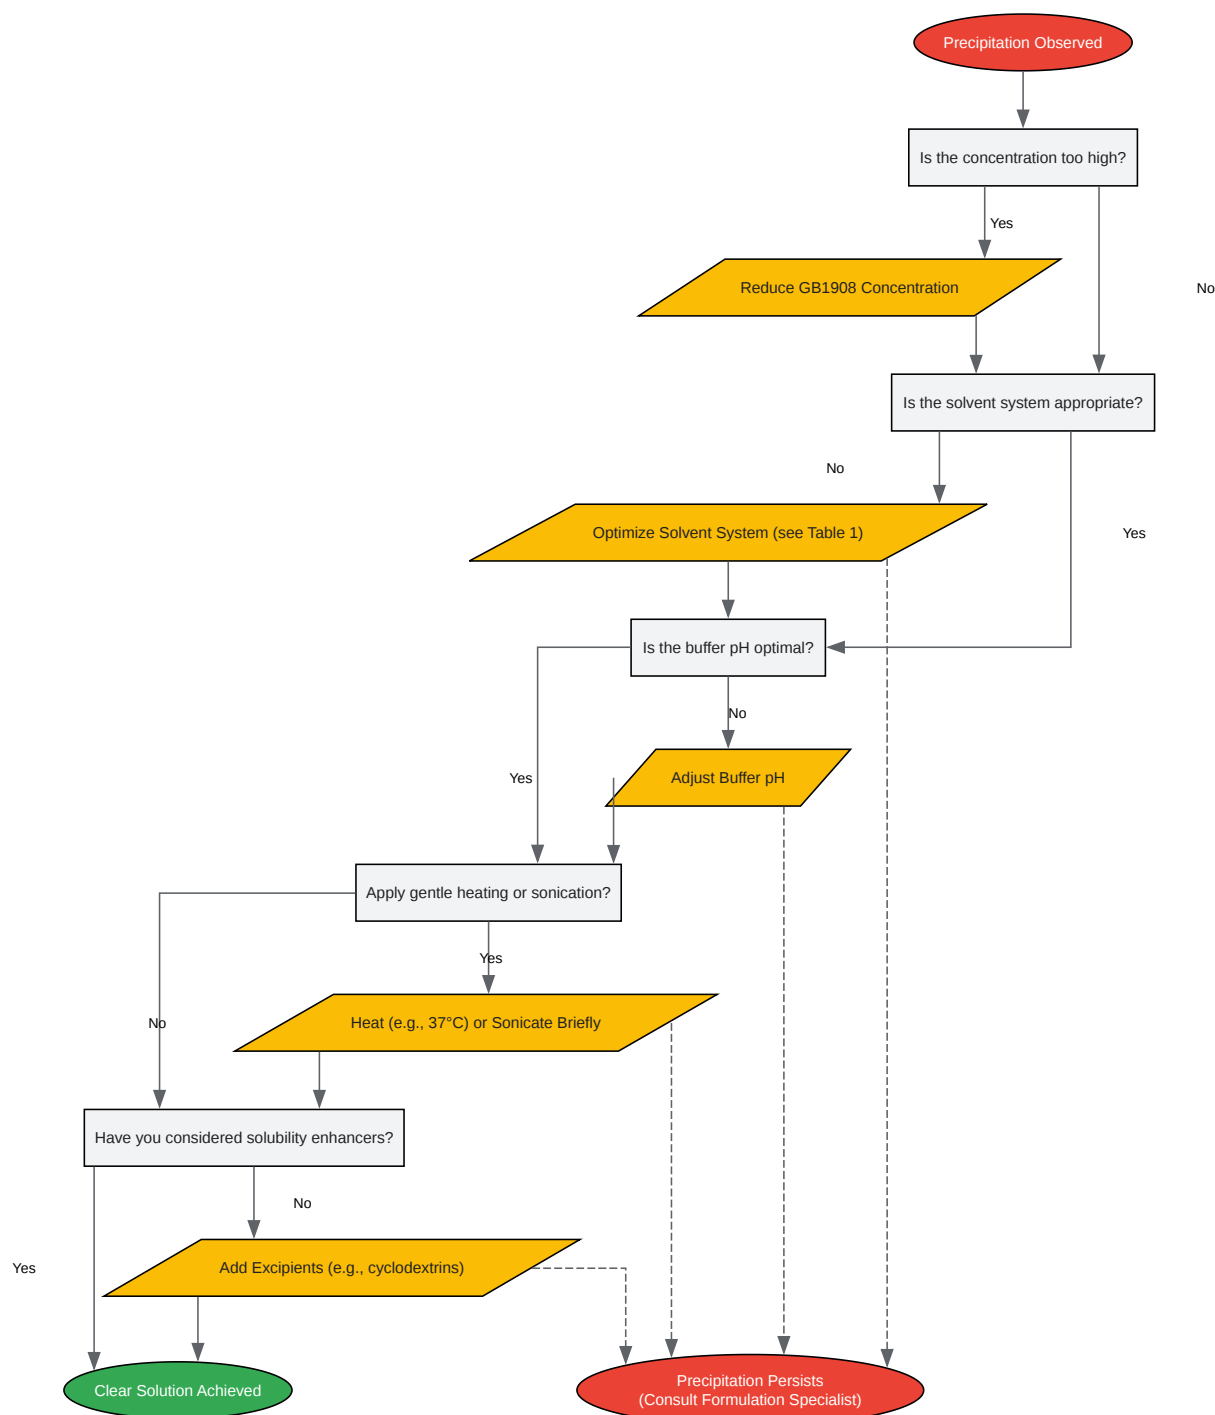 Precipitation Observed
Is the concentration too high?
Yes
Reduce GB1908 Concentration
No
Is the solvent system appropriate?
No
Optimize Solvent System (see Table 1)
Yes
Is the buffer pH optimal?
No
Yes
Adjust Buffer pH
Apply gentle heating or sonication?
Yes
No
Heat (e.g., 37°C) or Sonicate Briefly
Have you considered solubility enhancers?
No
Yes
Add Excipients (e.g., cyclodextrins)
Clear Solution Achieved
Precipitation Persists
(Consult Formulation Specialist)